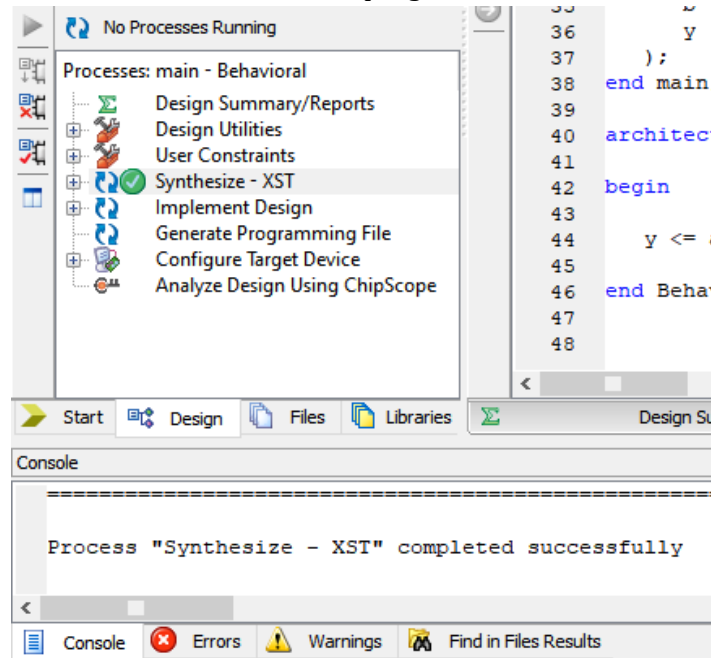 No Processes Running
Processes: main - Behavioral
Design Summary/Reports
Design Utilities
User Constraints
Synthesize - XST
Implement Design
Generate Programming File
Configure Target Device
Analyze Design Using ChipScope
36 y
37 );
38 end main
39
40 architec
41
42 begin
43
44 y <=
45
46 end Beha
47
48
Start Design Files Libraries
Design Su
Console
Process "Synthesize - XST" completed successfully
Console Errors Warnings Find in Files Results